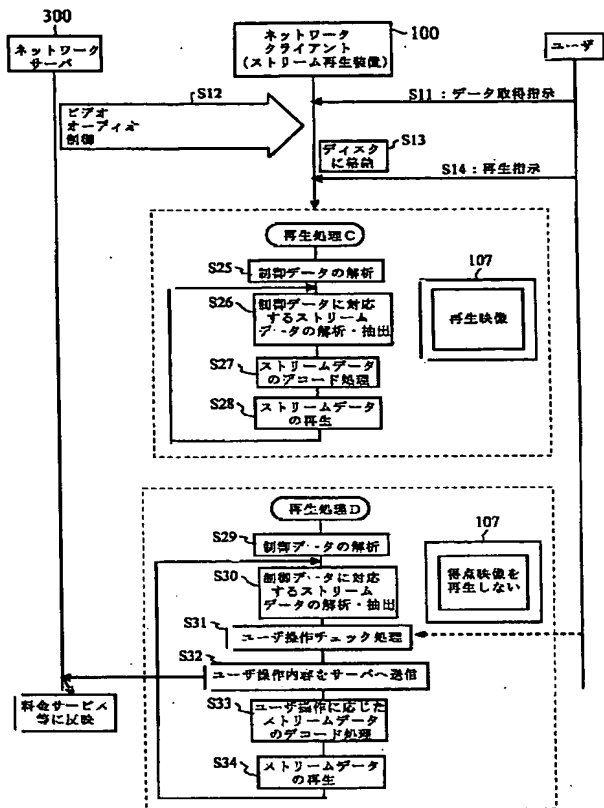 300
ネットワーク
サーバ
100
ネットワーク
クライアント
(ストリーム再生装置)
ユーザ
S11:データ取得指示
S12
ビデオ
オーディオ
制御
ディスク
に格納
S13
S14:再生指示
再生処理C
S25
制御データの解析
S26
制御データに対応
するストリーム
データの解析・抽出
S27
ストリームデータ
のデコード処理
S28
ストリームデータ
の再生
107
再生映像
再生処理D
S29
制御データの解析
S30
制御データに対応
するストリーム
データの解析・抽出
107
得点映像を
再生しない
S31
ユーザ操作チェック処理
S32
ユーザ操作内容をサーバへ送信
料金サービス
等に反映
S33
ユーザ操作に応じた
ストリームデータ
のデコード処理
S34
ストリームデータ
の再生